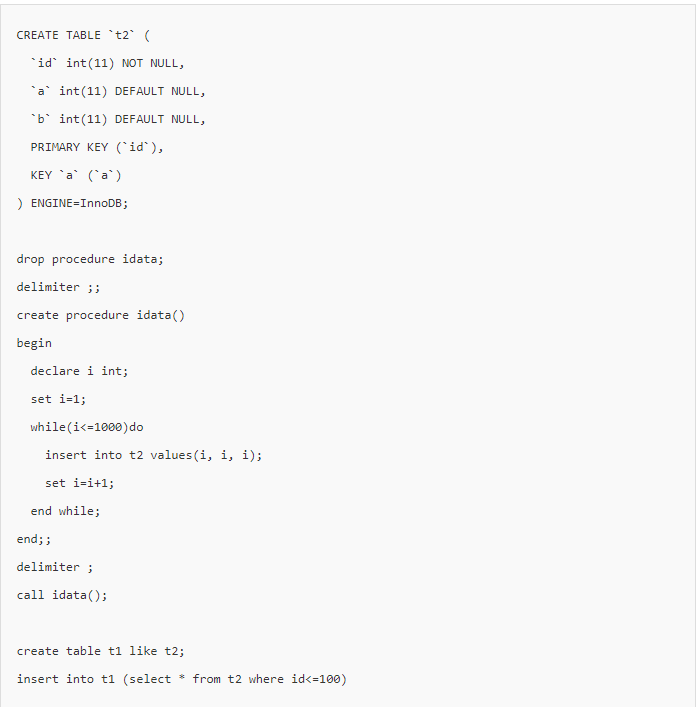 CREATE TABLE `t2` (
  `id` int(11) NOT NULL,
  `a` int(11) DEFAULT NULL,
  `b` int(11) DEFAULT NULL,
  PRIMARY KEY (`id`),
  KEY `a` (`a`)
) ENGINE=InnoDB;
drop procedure idata;
delimiter ;;
create procedure idata()
begin
  declare i int;
  set i=1;
  while(i<=1000)do
    insert into t2 values(i, i, i);
    set i=i+1;
  end while;
end;;
delimiter ;
call idata();
create table t1 like t2;
insert into t1 (select * from t2 where id<=100)